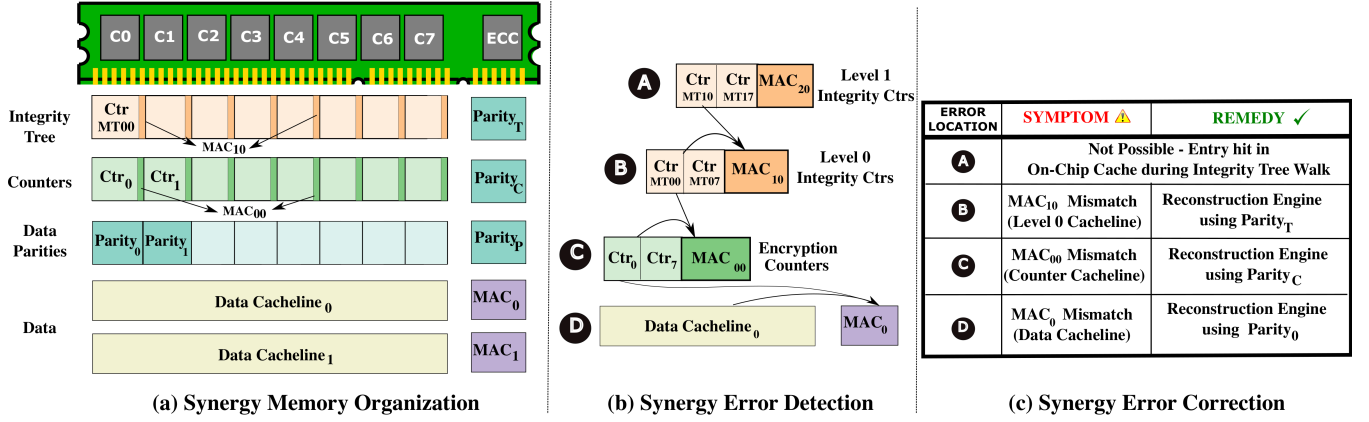 C0 C1 C2 C3 C4 C5 C6 C7 ECC
Integrity
Tree
Ctr
MT00
MAC10
ParityT
Counters
Ctr0 Ctr1
MAC00
ParityC
Data
Parities
Parity0 Parity1
ParityP
Data
Data Cacheline0
MAC0
Data Cacheline1
MAC1
(a) Synergy Memory Organization
A
Ctr Ctr MAC20
MT10 MT17
Level 1
Integrity Ctrs
B
Ctr Ctr MAC10
MT00 MT07
Level 0
Integrity Ctrs
C
Ctr0 Ctr7 MAC00
Encryption
Counters
D
Data Cacheline0
MAC0
(b) Synergy Error Detection
ERROR
LOCATION
SYMPTOM
REMEDY
A
Not Possible - Entry hit in
On-Chip Cache during Integrity Tree Walk
B
MAC10 Mismatch
(Level 0 Cacheline)
Reconstruction Engine
using ParityT
C
MAC00 Mismatch
(Counter Cacheline)
Reconstruction Engine
using ParityC
D
MAC0 Mismatch
(Data Cacheline)
Reconstruction Engine
using Parity0
(c) Synergy Error Correction